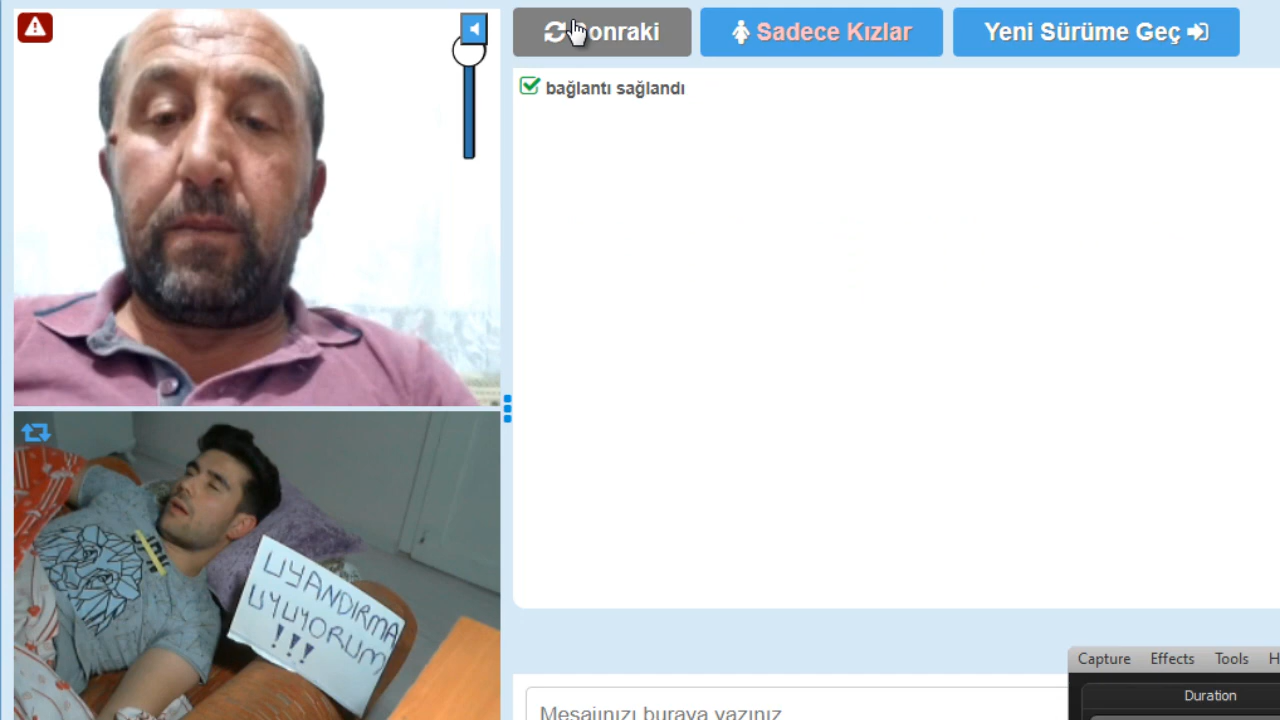 Sonraki
Sadece Kızlar
Yeni Sürüme Geç
bağlantı sağlandı
UYANDIRMA
UYUYORUM
!!!
Mesajınızı buraya yazınız
Capture Effects Tools H
Duration